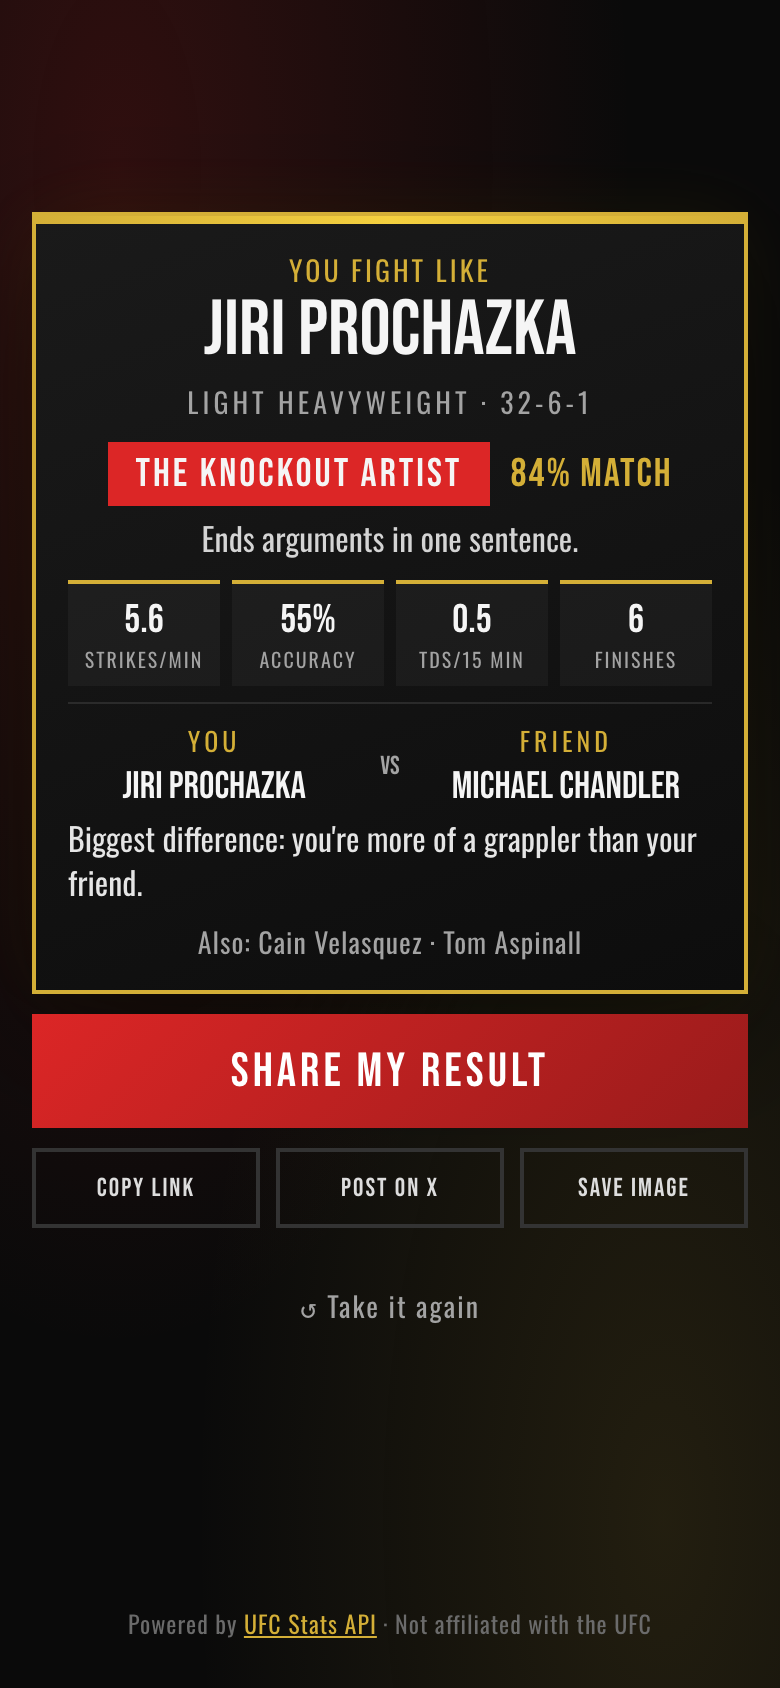 YOU FIGHT LIKE
JIRI PROCHAZKA
LIGHT HEAVYWEIGHT · 32-6-1
THE KNOCKOUT ARTIST 84% MATCH
Ends arguments in one sentence.
5.6 55% 0.5 6
STRIKES/MIN ACCURACY TDS/15 MIN FINISHES
YOU FRIEND
VS
JIRI PROCHAZKA MICHAEL CHANDLER
Biggest difference: you're more of a grappler than your
friend.
Also: Cain Velasquez · Tom Aspinall
SHARE MY RESULT
COPY LINK POST ON X SAVE IMAGE
↺ Take it again
Powered by UFC Stats API · Not affiliated with the UFC